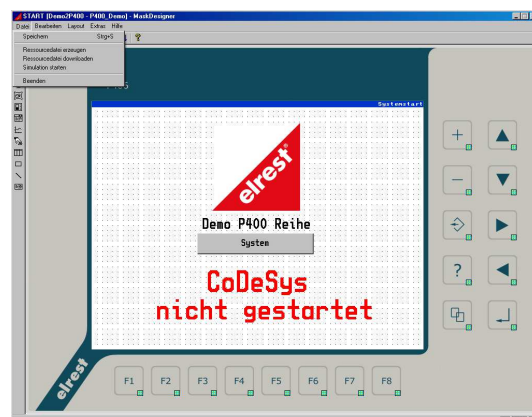 START [Demo2P400 - P400_Demo] - MaskDesigner
Datei Bearbeiten Layout Extras Hilfe
Speichern Strg+S
Ressourcedatei erzeugen
Ressourcedatei downloaden
Simulation starten
Beenden
Systemstart
elrest
Demo P400 Reihe
System
CoDeSys
nicht gestartet
elrest
F1 F2 F3 F4 F5 F6 F7 F8